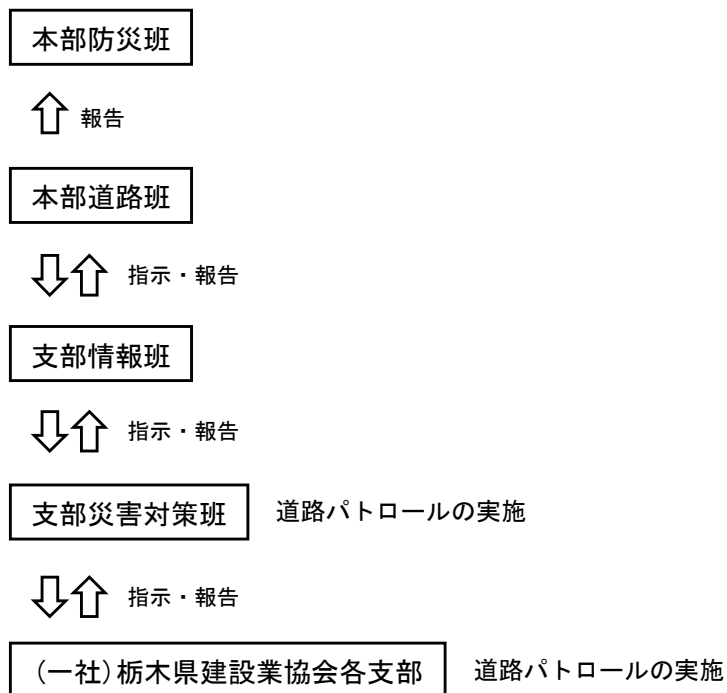 本部防災班
報告
本部道路班
指示・報告
支部情報班
指示・報告
支部災害対策班 道路パトロールの実施
指示・報告
(一社)栃木県建設業協会各支部 道路パトロールの実施